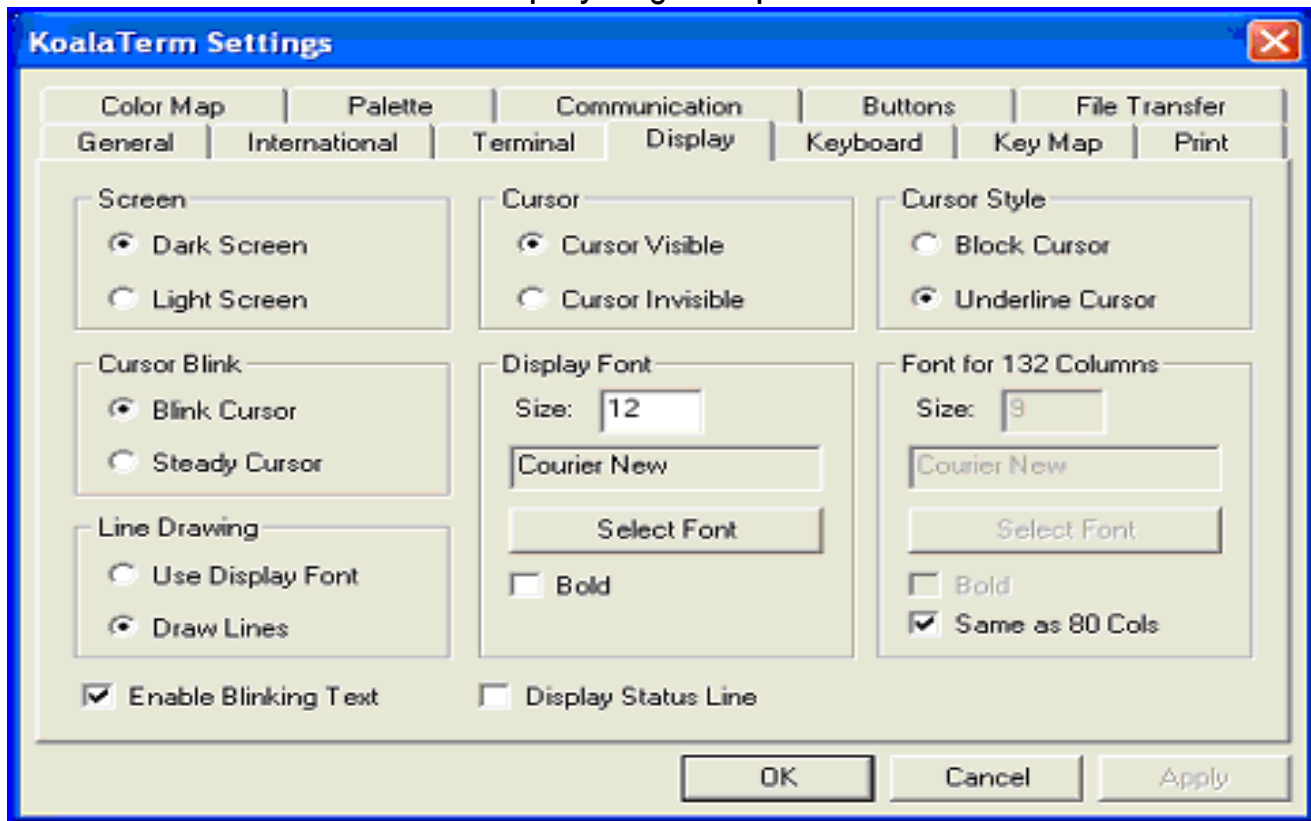 KoalaTerm Settings
Color Map Palette Communication Buttons File Transfer
General International Terminal Display Keyboard Key Map Print
Screen
Dark Screen
Light Screen
Cursor
Cursor Visible
Cursor Invisible
Cursor Style
Block Cursor
Underline Cursor
Cursor Blink
Blink Cursor
Steady Cursor
Display Font
Size: 12
Courier New
Select Font
Bold
Font for 132 Columns
Size: 9
Courier New
Select Font
Bold
Same as 80 Cols
Line Drawing
Use Display Font
Draw Lines
Enable Blinking Text
Display Status Line
OK Cancel Apply